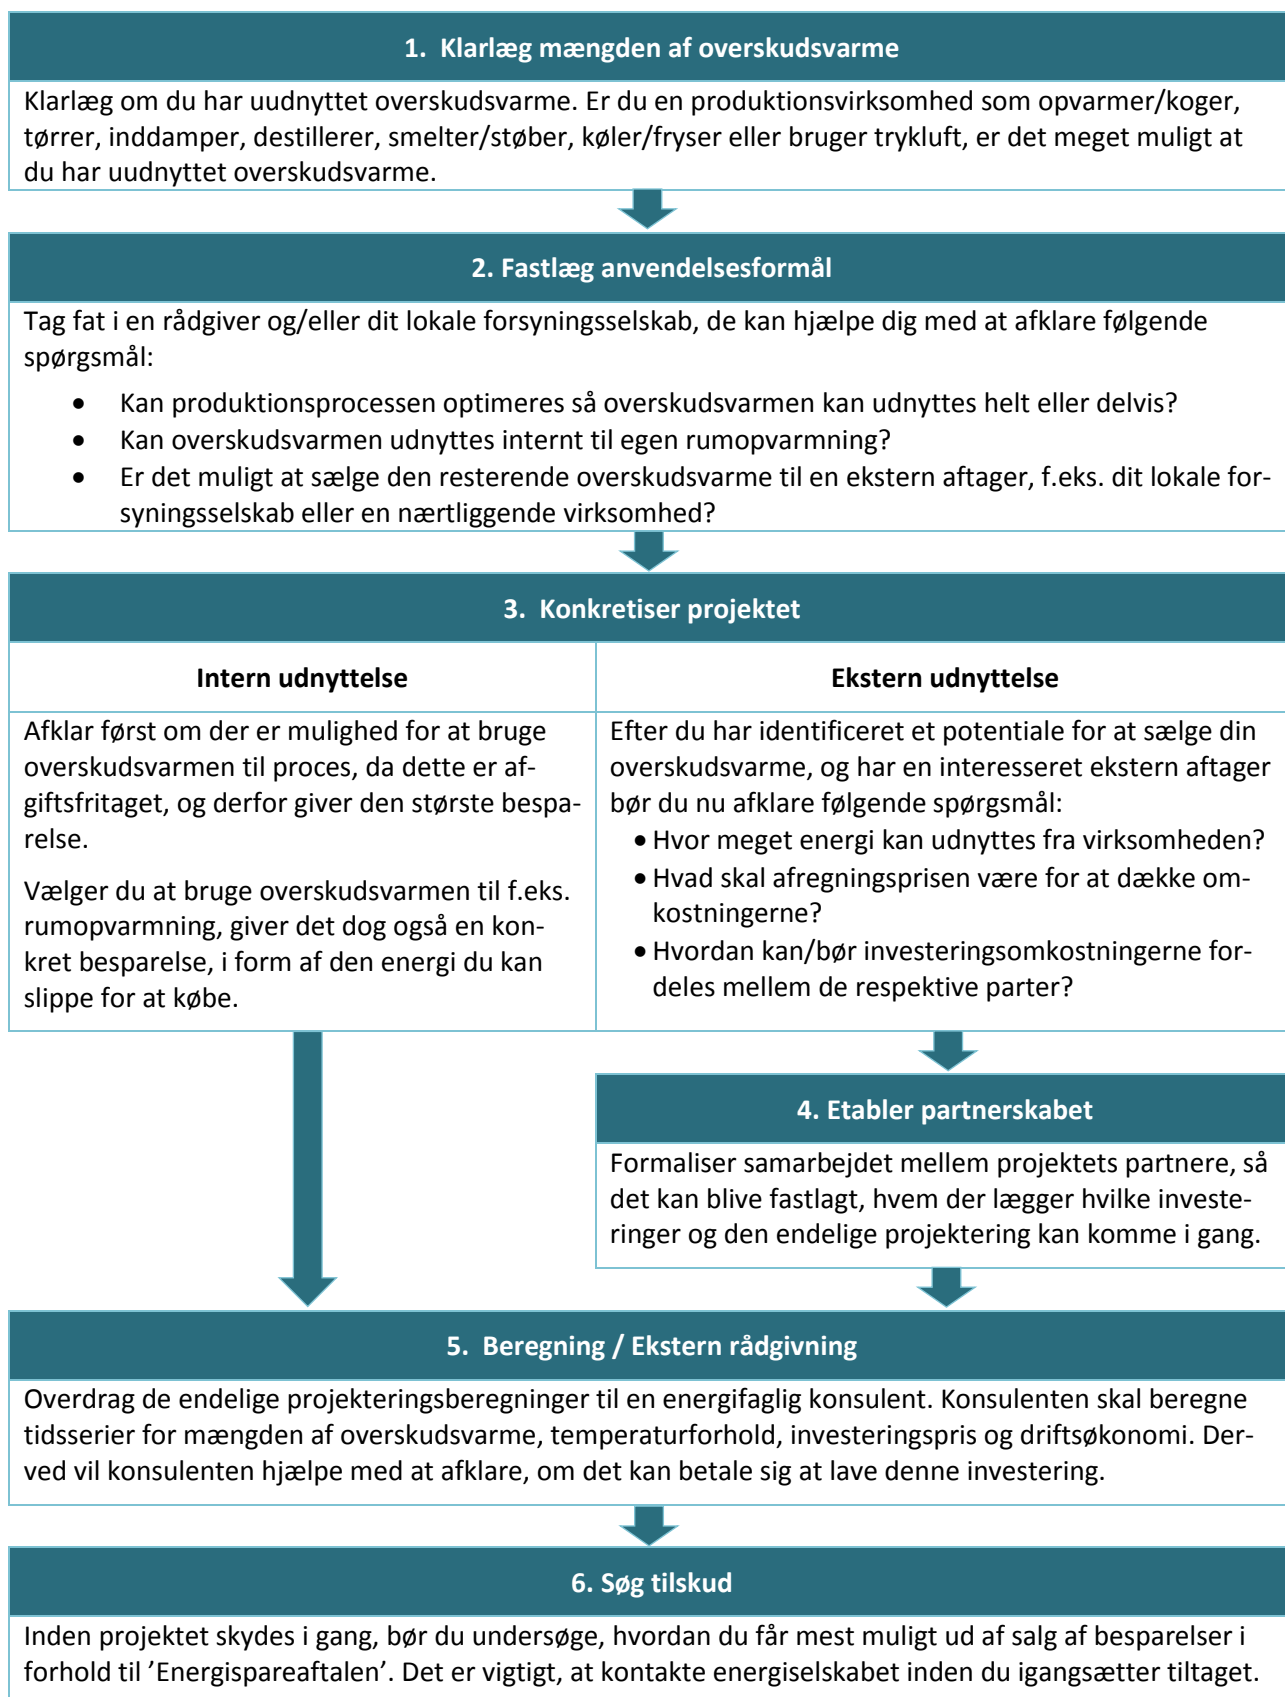 1. Klarlæg mængden af overskudsvarme
Klarlæg om du har uudnyttet overskudsvarme. Er du en produktionsvirksomhed som opvarmer/koger,
tørrer, inddamper, destillerer, smelter/støber, køler/fryser eller bruger trykluft, er det meget muligt at
du har uudnyttet overskudsvarme.
2. Fastlæg anvendelsesformål
Tag fat i en rådgiver og/eller dit lokale forsyningsselskab, de kan hjælpe dig med at afklare følgende
spørgsmål:
• Kan produktionsprocessen optimeres så overskudsvarmen kan udnyttes helt eller delvis?
• Kan overskudsvarmen udnyttes internt til egen rumopvarmning?
• Er det muligt at sælge den resterende overskudsvarme til en ekstern aftager, f.eks. dit lokale for-
syningsselskab eller en nærtliggende virksomhed?
3. Konkretiser projektet
Intern udnyttelse
Afklar først om der er mulighed for at bruge
overskudsvarmen til proces, da dette er af-
giftsfritaget, og derfor giver den største bespa-
relse.
Vælger du at bruge overskudsvarmen til f.eks.
rumopvarmning, giver det dog også en kon-
kret besparelse, i form af den energi du kan
slippe for at købe.
Ekstern udnyttelse
Efter du har identificeret et potentiale for at sælge din
overskudsvarme, og har en interesseret ekstern aftager
bør du nu afklare følgende spørgsmål:
• Hvor meget energi kan udnyttes fra virksomheden?
• Hvad skal afregningsprisen være for at dække om-
kostningerne?
• Hvordan kan/bør investeringsomkostningerne for-
deles mellem de respektive parter?
4. Etabler partnerskabet
Formaliser samarbejdet mellem projektets partnere, så
det kan blive fastlagt, hvem der lægger hvilke investe-
ringer og den endelige projektering kan komme i gang.
5. Beregning / Ekstern rådgivning
Overdrag de endelige projekteringsberegninger til en energifaglig konsulent. Konsulenten skal beregne
tidsserier for mængden af overskudsvarme, temperaturforhold, investeringspris og driftsøkonomi. Der-
ved vil konsulenten hjælpe med at afklare, om det kan betale sig at lave denne investering.
6. Søg tilskud
Inden projektet skydes i gang, bør du undersøge, hvordan du får mest muligt ud af salg af besparelser i
forhold til ’Energispareaftalen’. Det er vigtigt, at kontakte energiselskabet inden du igangsætter tiltaget.